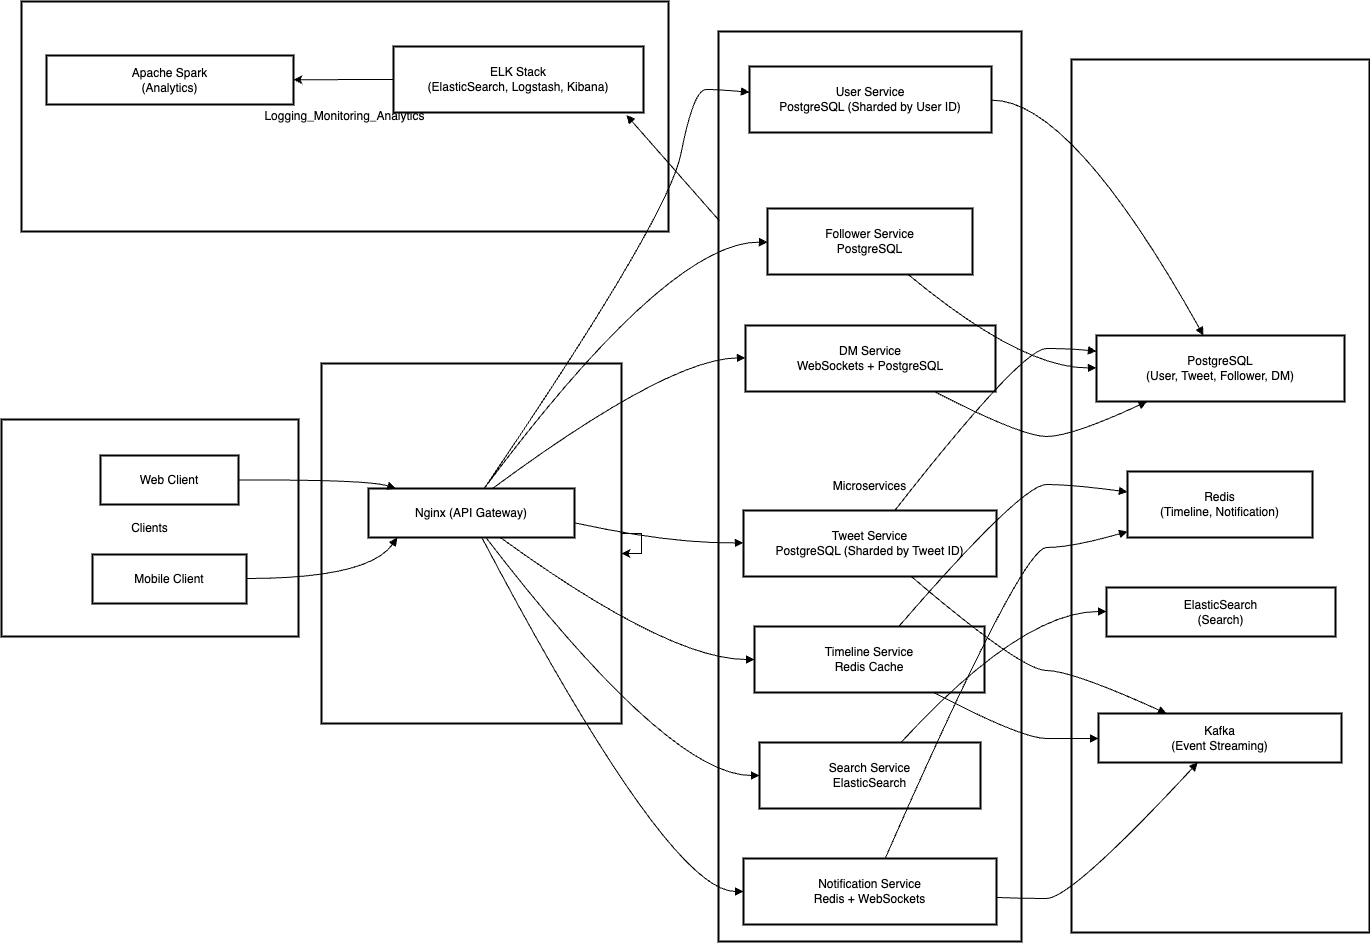 Apache Spark
(Analytics)
ELK Stack
(ElasticSearch, Logstash, Kibana)
Logging_Monitoring_Analytics
Web Client
Clients
Mobile Client
Nginx (API Gateway)
User Service
PostgreSQL (Sharded by User ID)
Follower Service
PostgreSQL
DM Service
WebSockets + PostgreSQL
Microservices
Tweet Service
PostgreSQL (Sharded by Tweet ID)
Timeline Service
Redis Cache
Search Service
ElasticSearch
Notification Service
Redis + WebSockets
PostgreSQL
(User, Tweet, Follower, DM)
Redis
(Timeline, Notification)
ElasticSearch
(Search)
Kafka
(Event Streaming)